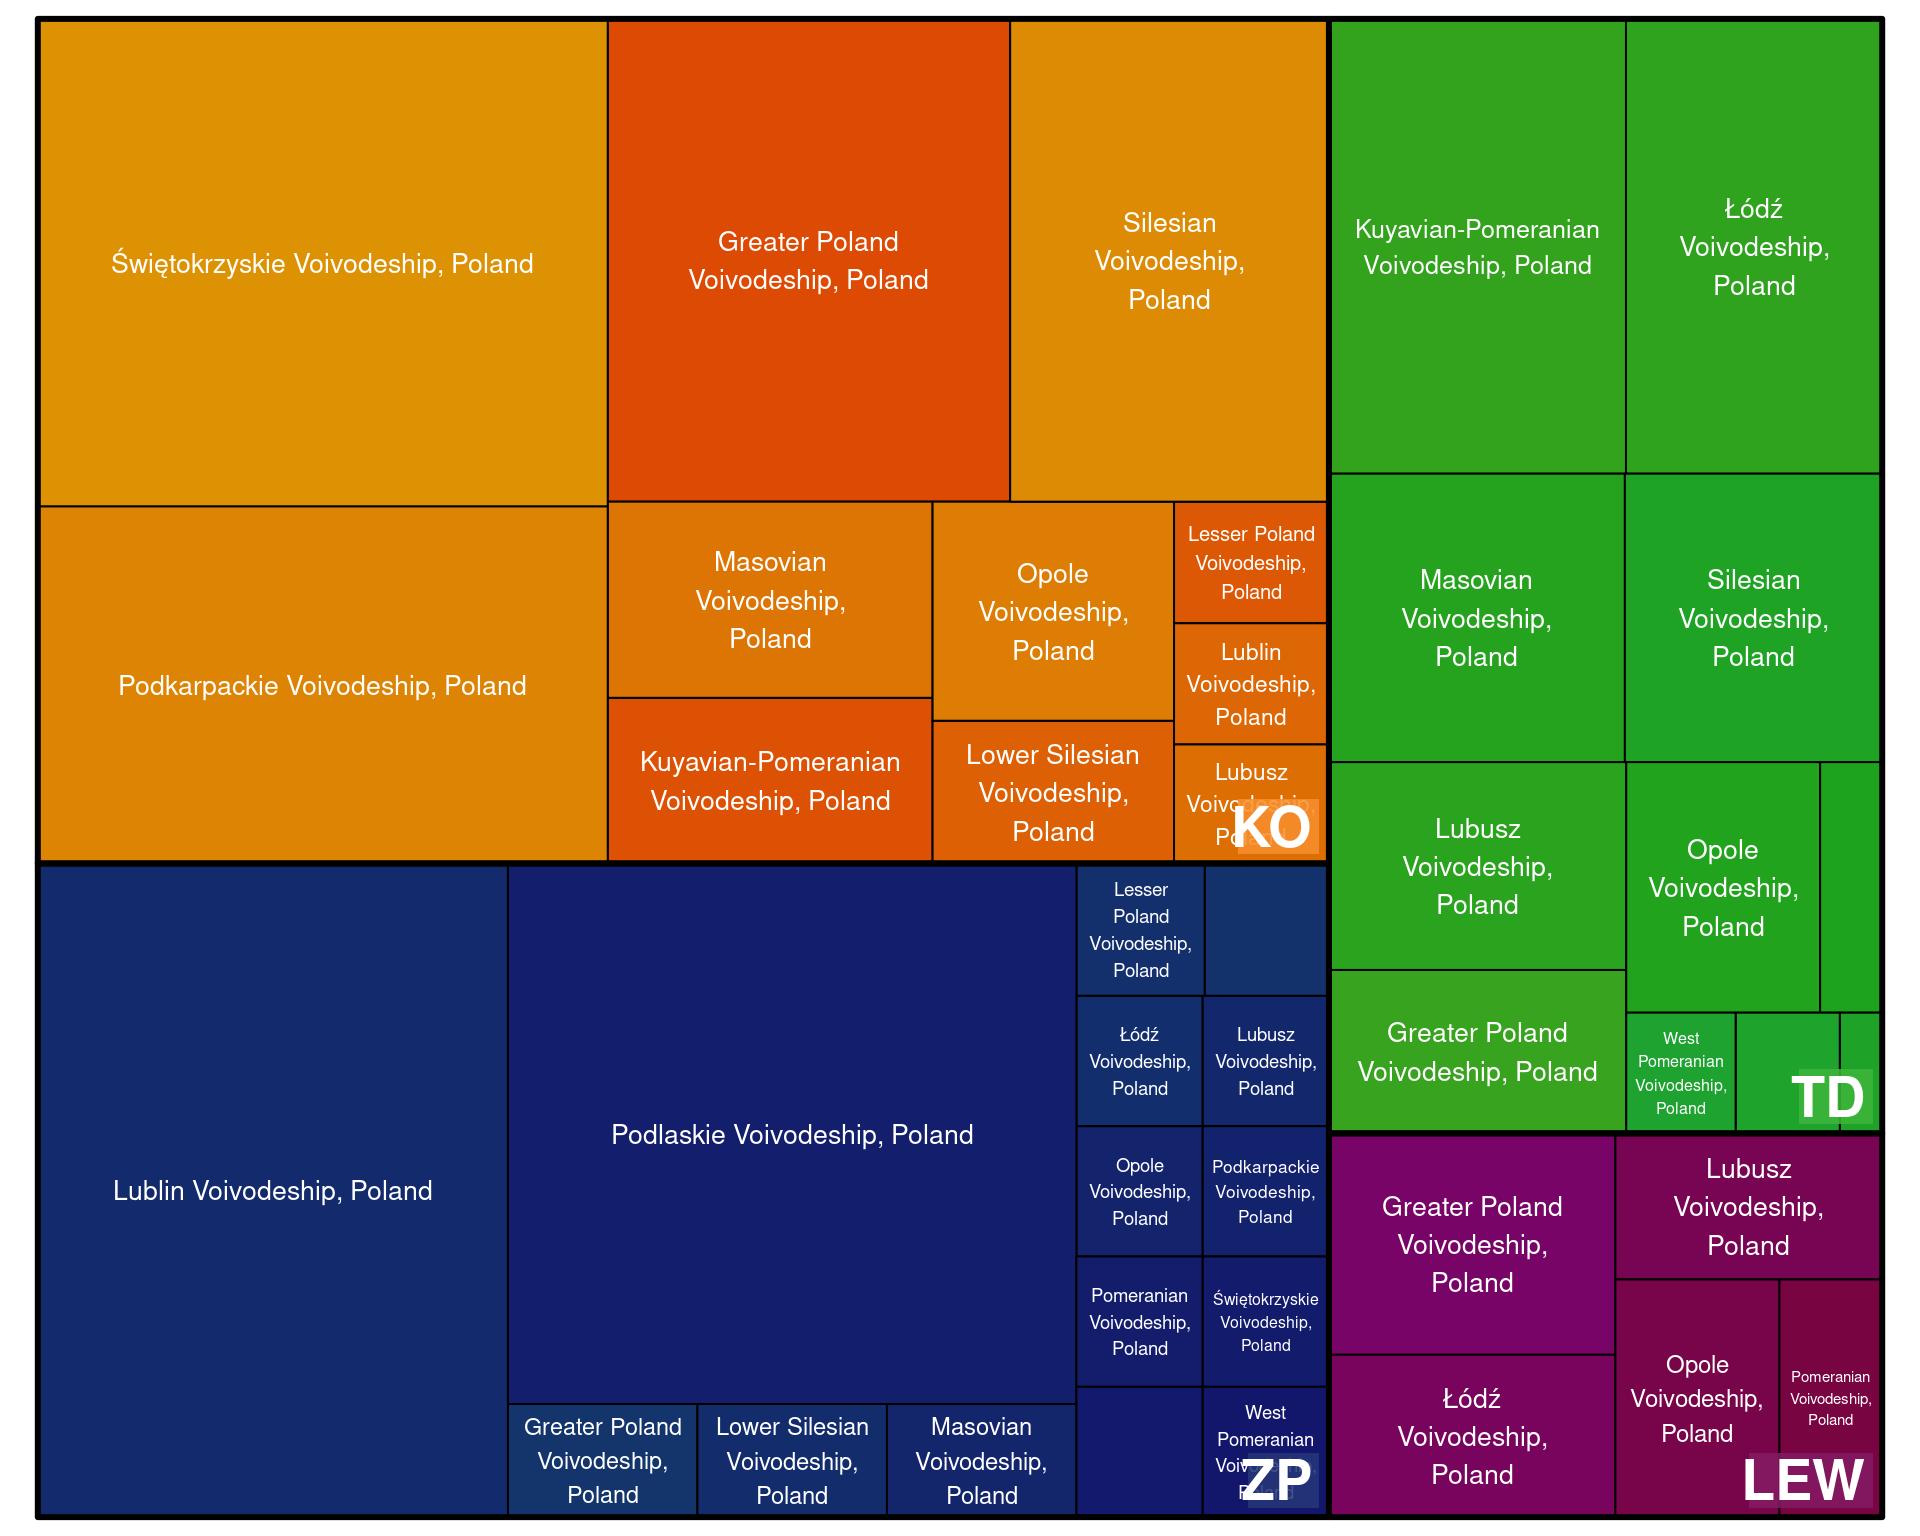 Świętokrzyskie Voivodeship, Poland
Podkarpackie Voivodeship, Poland
Greater Poland
Voivodeship, Poland
Silesian
Voivodeship,
Poland
Masovian
Voivodeship,
Poland
Kuyavian-Pomeranian
Voivodeship, Poland
Opole
Voivodeship,
Poland
Lower Silesian
Voivodeship,
Poland
Lesser Poland
Voivodeship,
Poland
Lublin
Voivodeship,
Poland
Lubusz
Voivodeship,
Poland
KO
Lublin Voivodeship, Poland
Podlaskie Voivodeship, Poland
Greater Poland
Voivodeship,
Poland
Lower Silesian
Voivodeship,
Poland
Masovian
Voivodeship,
Poland
Lesser
Poland
Voivodeship,
Poland
Łódź
Voivodeship,
Poland
Lubusz
Voivodeship,
Poland
Opole
Voivodeship,
Poland
Podkarpackie
Voivodeship,
Poland
Pomeranian
Voivodeship,
Poland
Świętokrzyskie
Voivodeship,
Poland
West
Pomeranian
Voivodeship,
Poland
ZP
Kuyavian-Pomeranian
Voivodeship, Poland
Łódź
Voivodeship,
Poland
Masovian
Voivodeship,
Poland
Silesian
Voivodeship,
Poland
Lubusz
Voivodeship,
Poland
Greater Poland
Voivodeship, Poland
Opole
Voivodeship,
Poland
West
Pomeranian
Voivodeship,
Poland
TD
Greater Poland
Voivodeship,
Poland
Łódź
Voivodeship,
Poland
Lubusz
Voivodeship,
Poland
Opole
Voivodeship,
Poland
Pomeranian
Voivodeship,
Poland
LEW